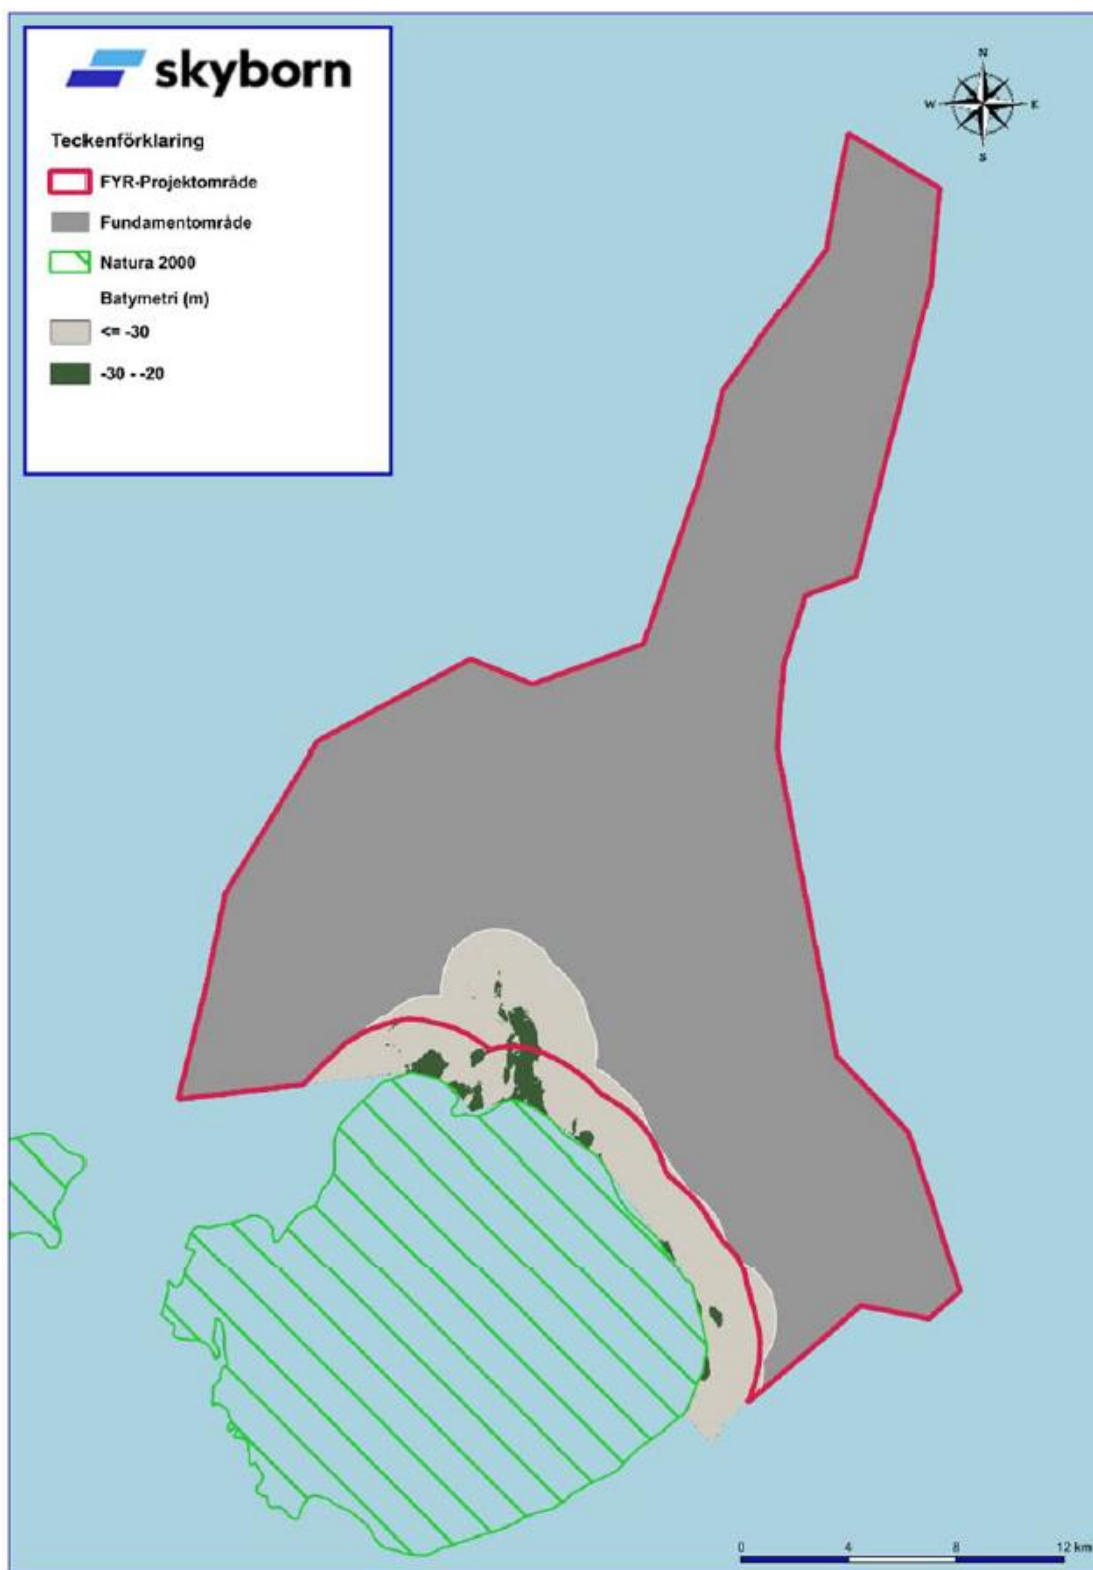 skyborn
Teckenförklaring
FYR-Projektområde
Fundamentområde
Natura 2000
Batymetri (m)
<= -30
-30 - -20
N
W E
S
0 4 8 12 km